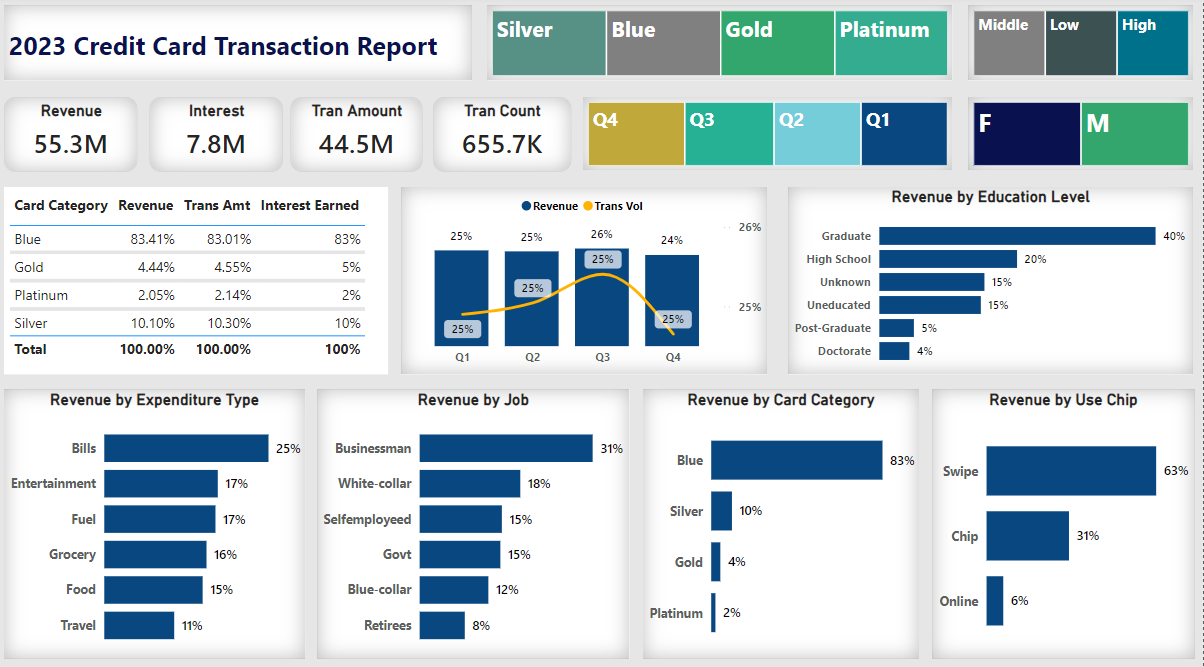 2023 Credit Card Transaction Report
Silver Blue Gold Platinum
Middle Low High
Revenue
55.3M
Interest
7.8M
Tran Amount
44.5M
Tran Count
655.7K
Q4 Q3 Q2 Q1
F M
Card Category Revenue Trans Amt Interest Earned
Blue 83.41% 83.01% 83%
Gold 4.44% 4.55% 5%
Platinum 2.05% 2.14% 2%
Silver 10.10% 10.30% 10%
Total 100.00% 100.00% 100%
Revenue Trans Vol
25% 25% 26% 24%
25% 25% 25% 25%
26%
25%
Q1 Q2 Q3 Q4
Revenue by Education Level
Graduate 40%
High School 20%
Unknown 15%
Uneducated 15%
Post-Graduate 5%
Doctorate 4%
Revenue by Expenditure Type
Bills 25%
Entertainment 17%
Fuel 17%
Grocery 16%
Food 15%
Travel 11%
Revenue by Job
Businessman 31%
White-collar 18%
Selfemployeed 15%
Govt 15%
Blue-collar 12%
Retirees 8%
Revenue by Card Category
Blue 83%
Silver 10%
Gold 4%
Platinum 2%
Revenue by Use Chip
Swipe 63%
Chip 31%
Online 6%